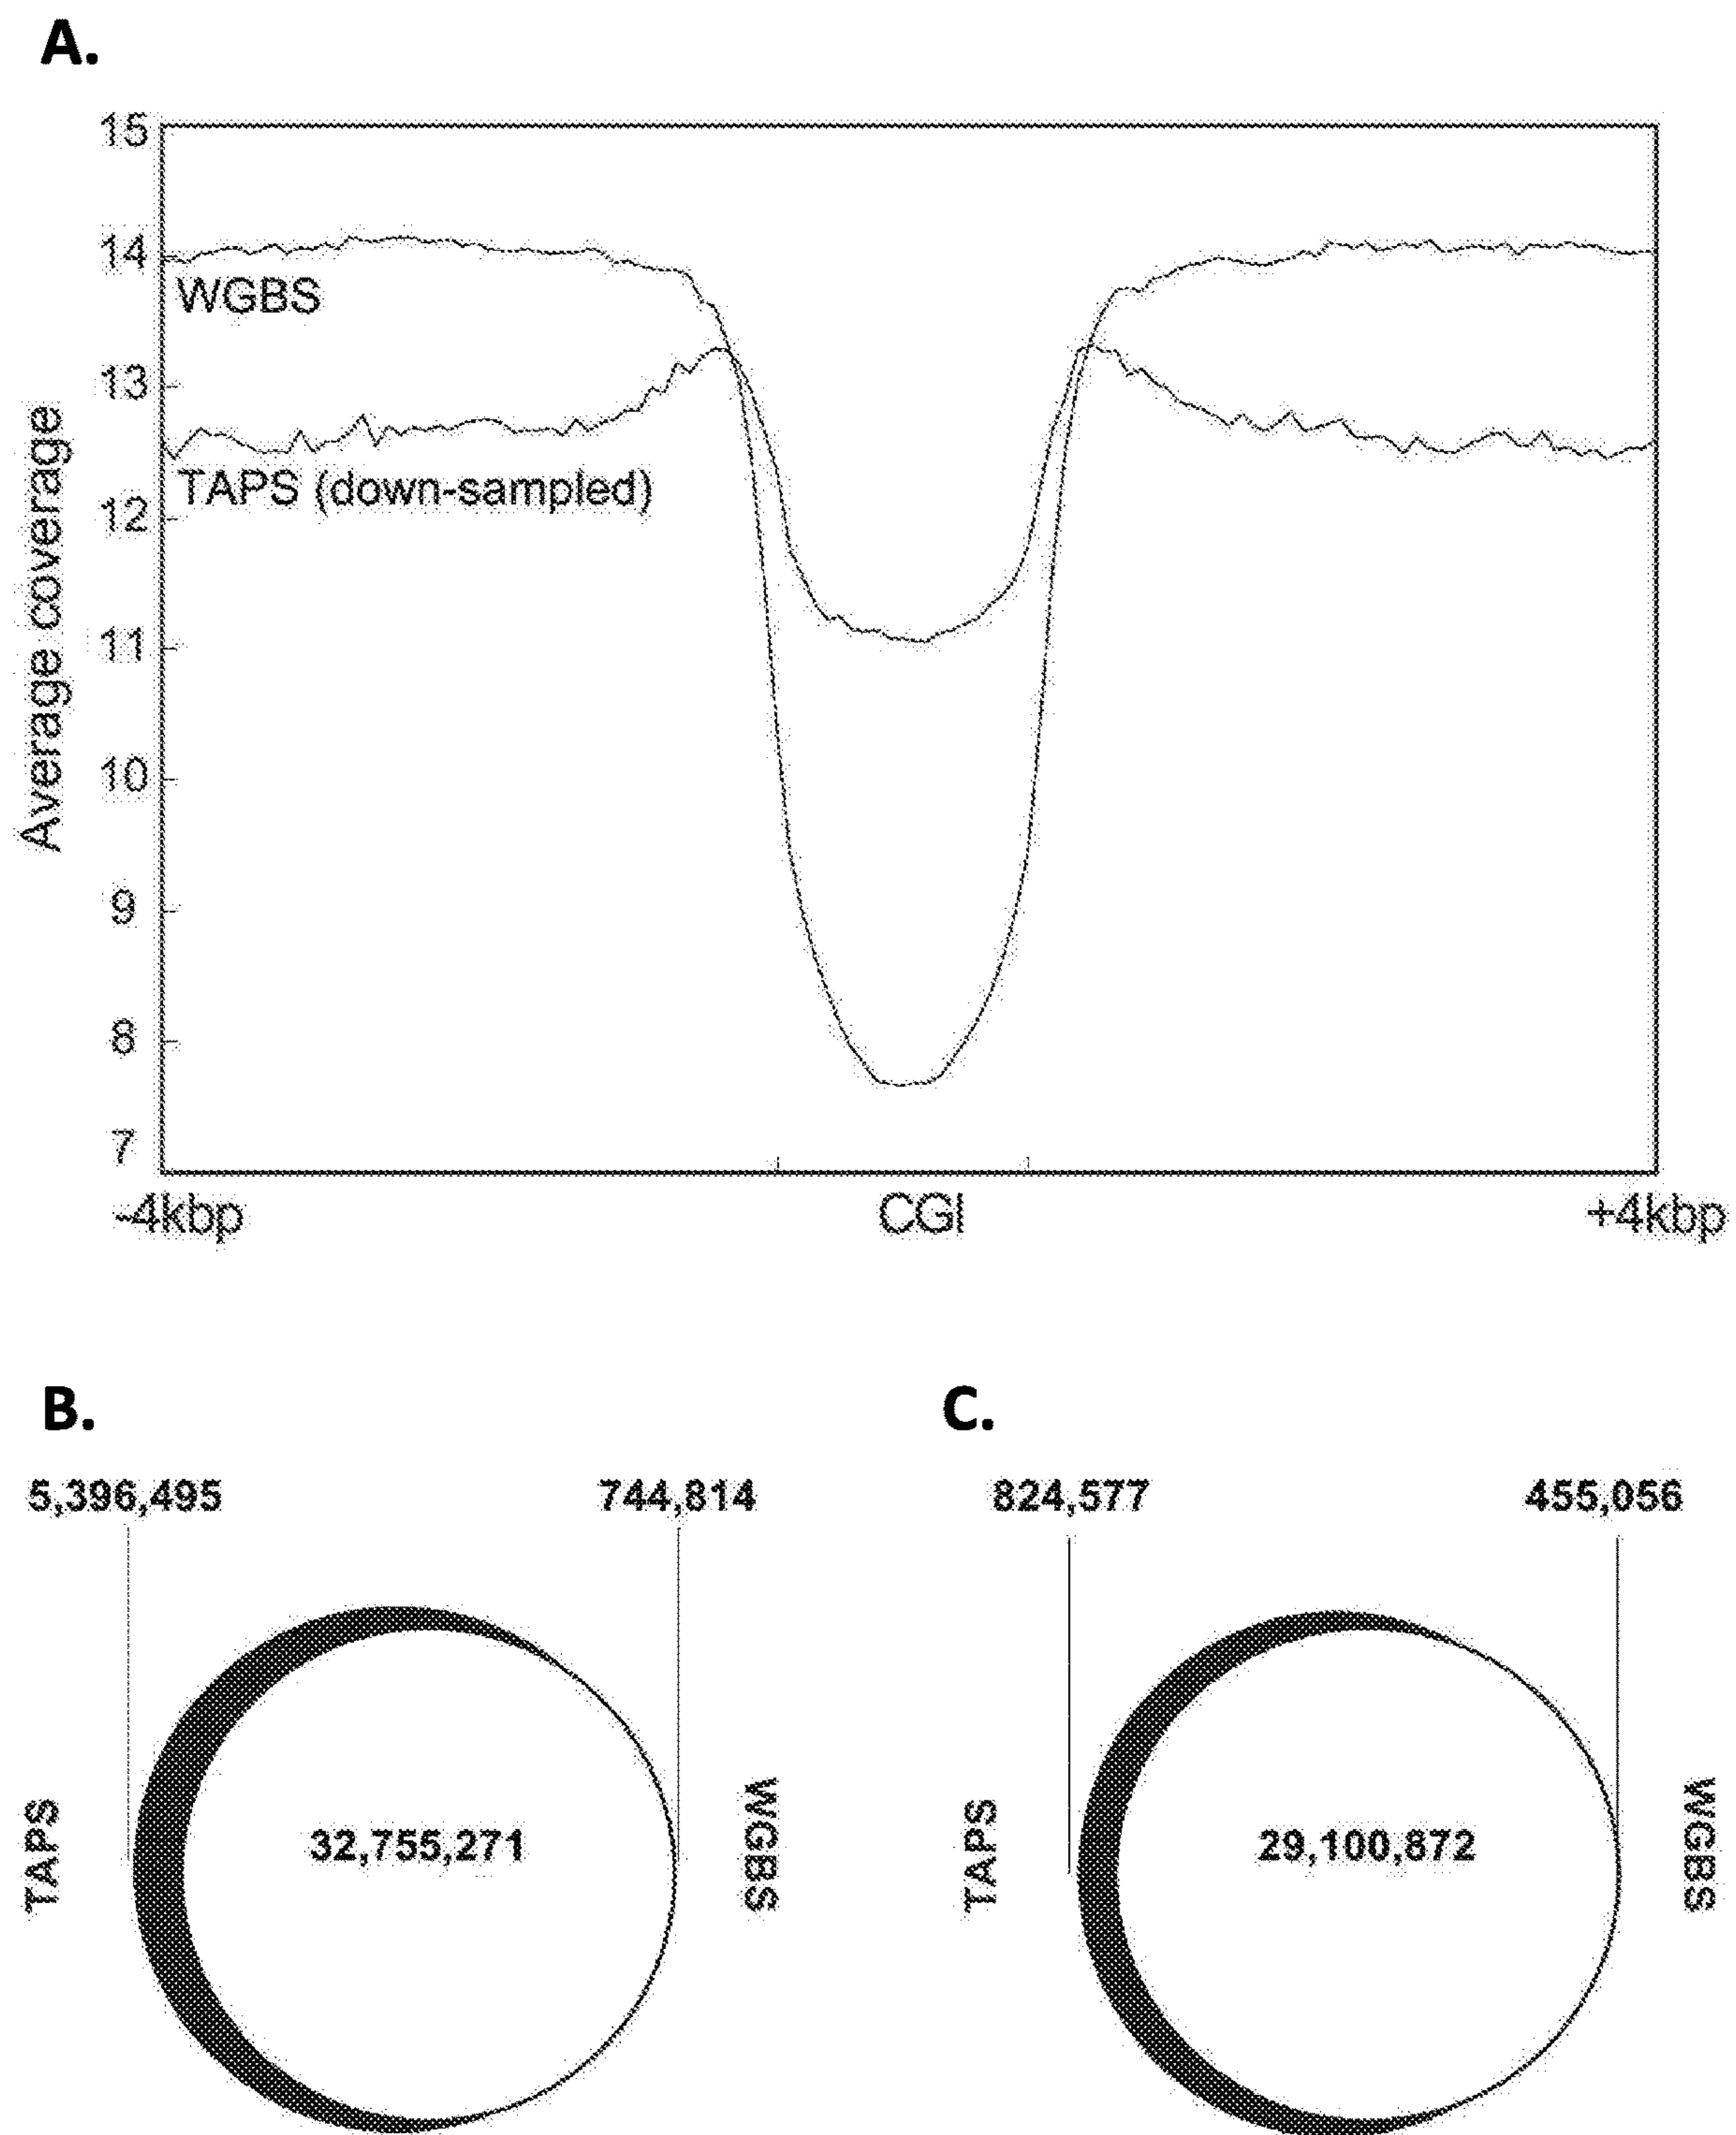 A.
15
14
WGBS
13
TAPS (down-sampled)
12
11
10
9
8
7
Average coverage
-4kbp CGI +4kbp
B. C.
5,396,495 744,814 824,577 455,056
TAPS 32,755,271 WGBS TAPS 29,100,872 WGBS